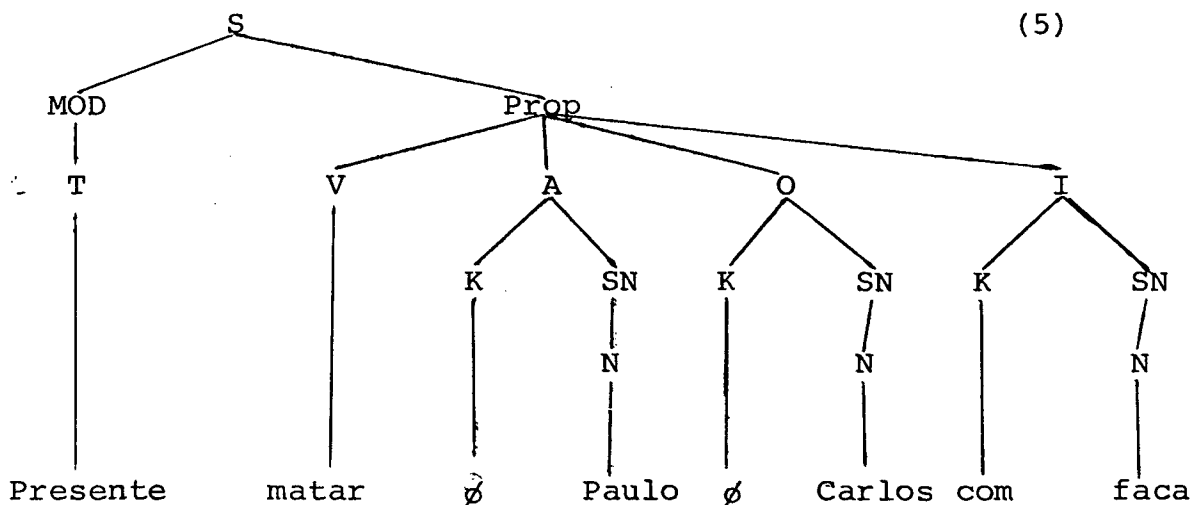 S (5)
MOD Prop
T V A O I
K SN K SN K SN
N N N
Presente matar ø Paulo ø Carlos com faca